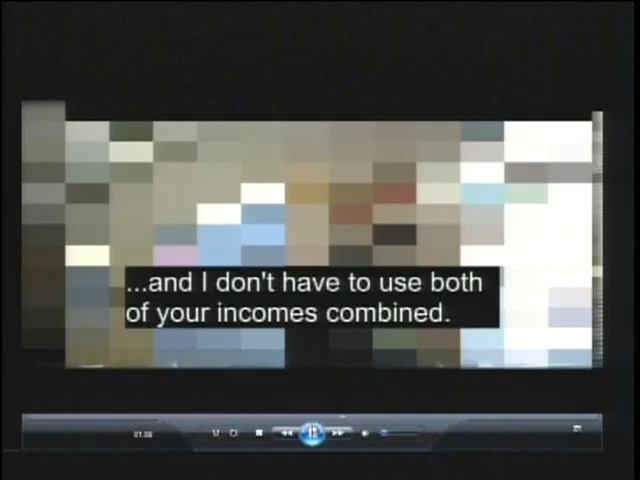 ...and I don't have to use both
of your incomes combined.